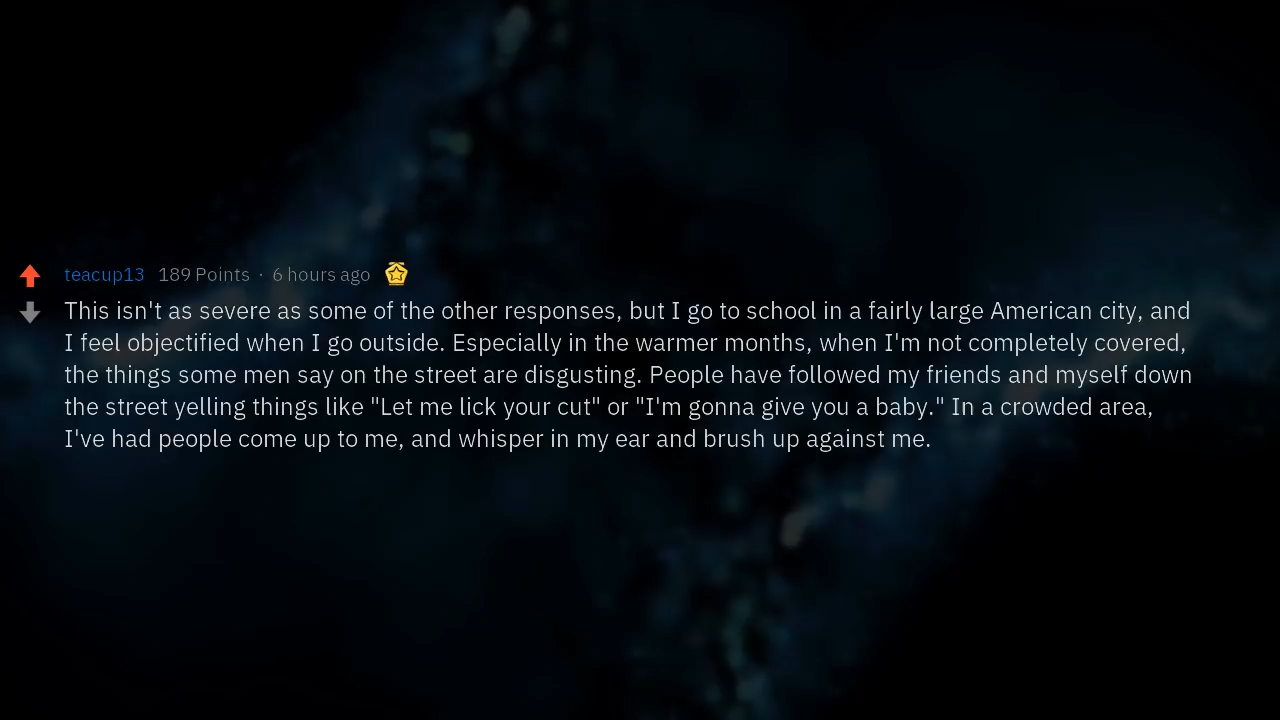 teacup13 189 Points · 6 hours ago
This isn't as severe as some of the other responses, but I go to school in a fairly large American city, and
I feel objectified when I go outside. Especially in the warmer months, when I'm not completely covered,
the things some men say on the street are disgusting. People have followed my friends and myself down
the street yelling things like "Let me lick your cut" or "I'm gonna give you a baby." In a crowded area,
I've had people come up to me, and whisper in my ear and brush up against me.